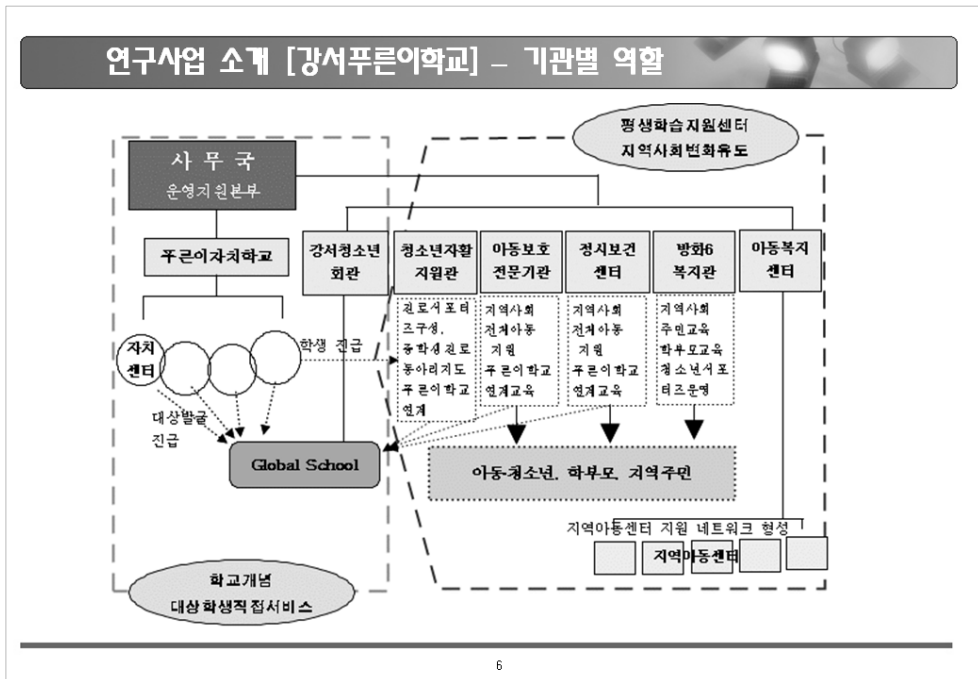 연구사업 소개 [강서푸른이학교] – 기관별 역할
평생학습지원센터
지역사회변화유도
사 무 국
운영지원본부
푸른이자치학교
강서청소년
회관
청소년자활
지원관
아동보호
전문기관
정시보건
센터
방화6
복지관
아동복지
센터
진로서포터
즈구성,
중학생진로
동아리지도
푸른이학교
연계
지역사회
전체아동
지원
푸른이학교
연계교육
지역사회
전체아동
지원
푸른이학교
연계교육
지역사회
주민교육
학부모교육
청소년서포
터즈운영
자치
센터
학생 진급
대상발굴
진급
Global School
아동·청소년, 학부모, 지역주민
지역아동센터 지원 네트워크 형성
지역아동센터
학교개념
대상학생직접서비스
6